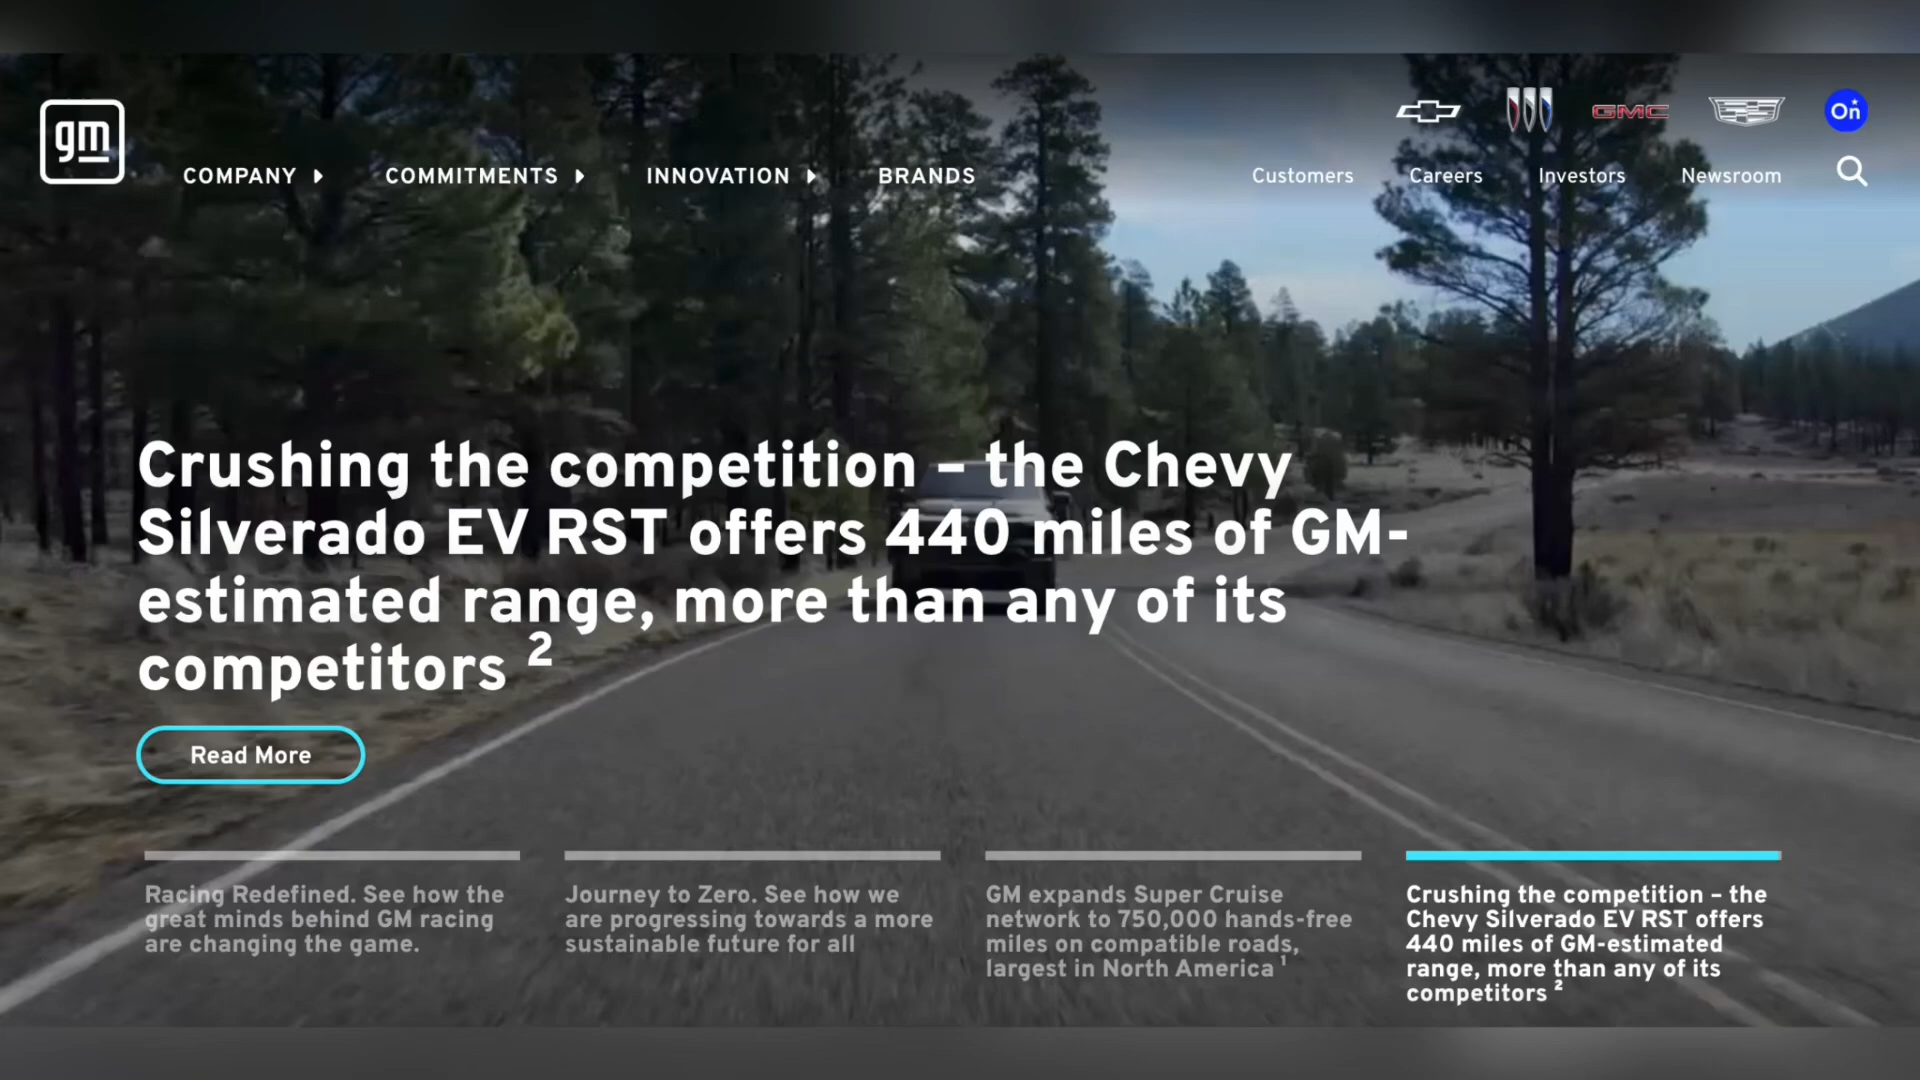 gm
GMC
On
COMPANY
COMMITMENTS
INNOVATION
BRANDS
Customers
Careers
Investors
Newsroom
Crushing the competition – the Chevy
Silverado EV RST offers 440 miles of GM-
estimated range, more than any of its
competitors ²
Read More
Racing Redefined. See how the
great minds behind GM racing
are changing the game.
Journey to Zero. See how we
are progressing towards a more
sustainable future for all
GM expands Super Cruise
network to 750,000 hands-free
miles on compatible roads,
largest in North America ¹
Crushing the competition – the
Chevy Silverado EV RST offers
440 miles of GM-estimated
range, more than any of its
competitors ²